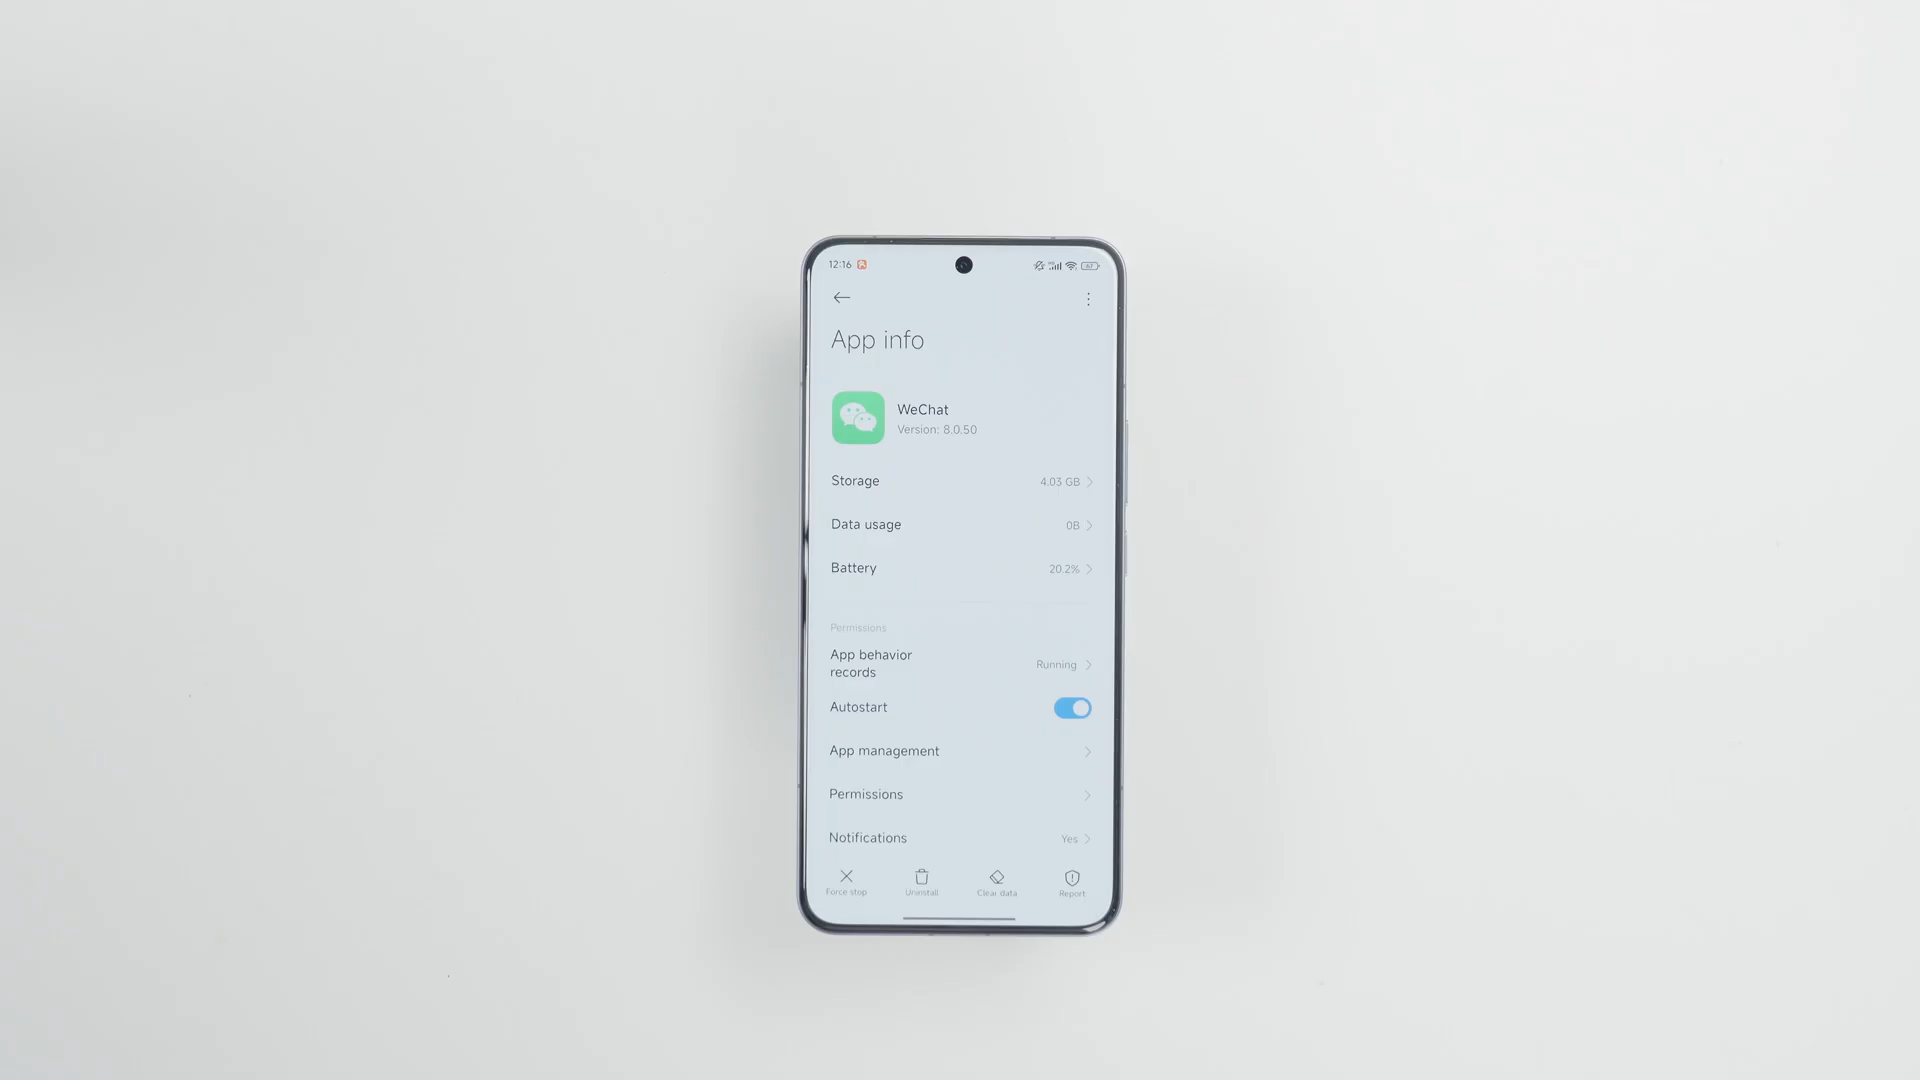 12:16
67
App info
WeChat
Version: 8.0.50
Storage 4.03 GB
Data usage 0B
Battery 20.2%
Permissions
App behavior
records
Running
Autostart
App management
Permissions
Notifications Yes
Force stop Uninstall Clear data Report